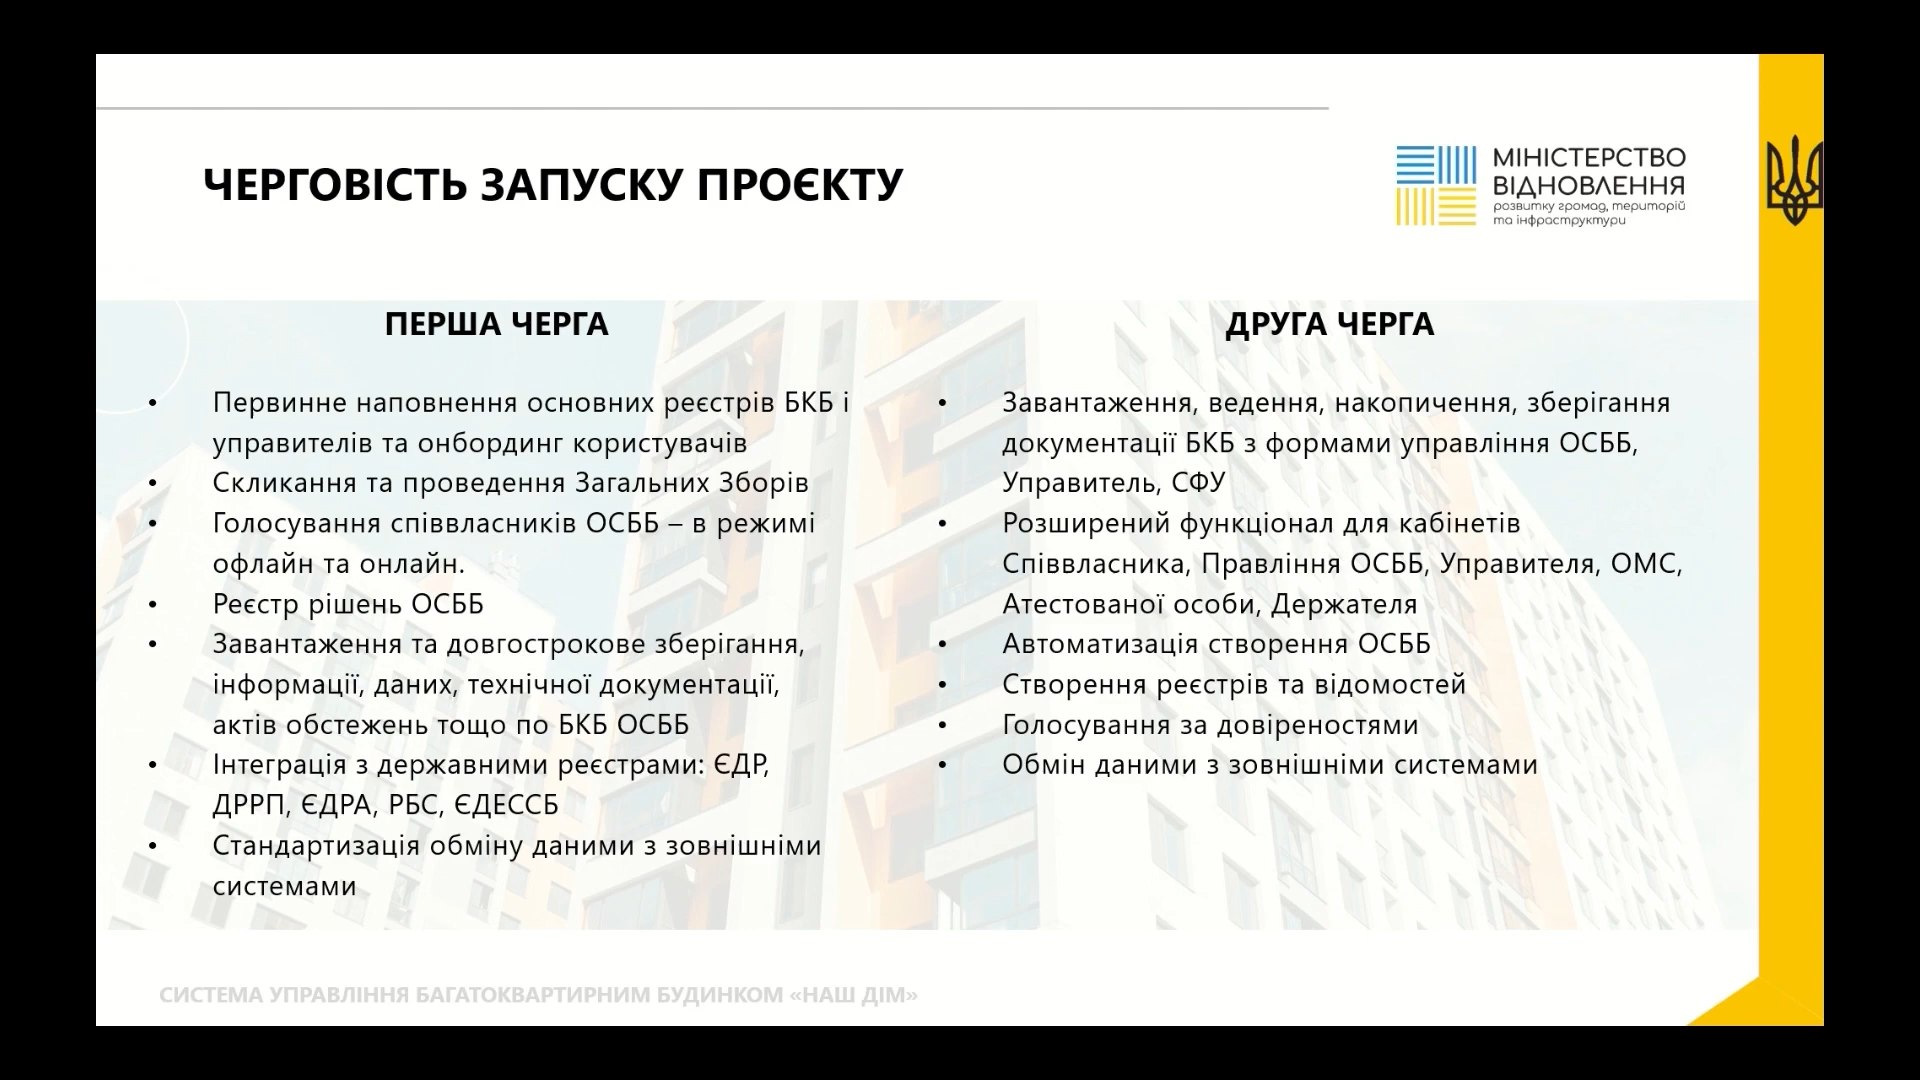 ЧЕРГОВІСТЬ ЗАПУСКУ ПРОЄКТУ
МІНІСТЕРСТВО
ВІДНОВЛЕННЯ
розвитку громад, територій
та інфраструктури
ПЕРША ЧЕРГА
• Первинне наповнення основних реєстрів БКБ і
управителів та онбординг користувачів
• Скликання та проведення Загальних Зборів
• Голосування співвласників ОСББ – в режимі
офлайн та онлайн.
• Реєстр рішень ОСББ
• Завантаження та довгострокове зберігання,
інформації, даних, технічної документації,
актів обстежень тощо по БКБ ОСББ
• Інтеграція з державними реєстрами: ЄДР,
ДРРП, ЄДРА, РБС, ЄДЕССБ
• Стандартизація обміну даними з зовнішніми
системами
ДРУГА ЧЕРГА
• Завантаження, ведення, накопичення, зберігання
документації БКБ з формами управління ОСББ,
Управитель, СФУ
• Розширений функціонал для кабінетів
Співвласника, Правління ОСББ, Управителя, ОМС,
Атестованої особи, Держателя
• Автоматизація створення ОСББ
• Створення реєстрів та відомостей
• Голосування за довіреностями
• Обмін даними з зовнішніми системами
СИСТЕМА УПРАВЛІННЯ БАГАТОКВАРТИРНИМ БУДИНКОМ «НАШ ДІМ»